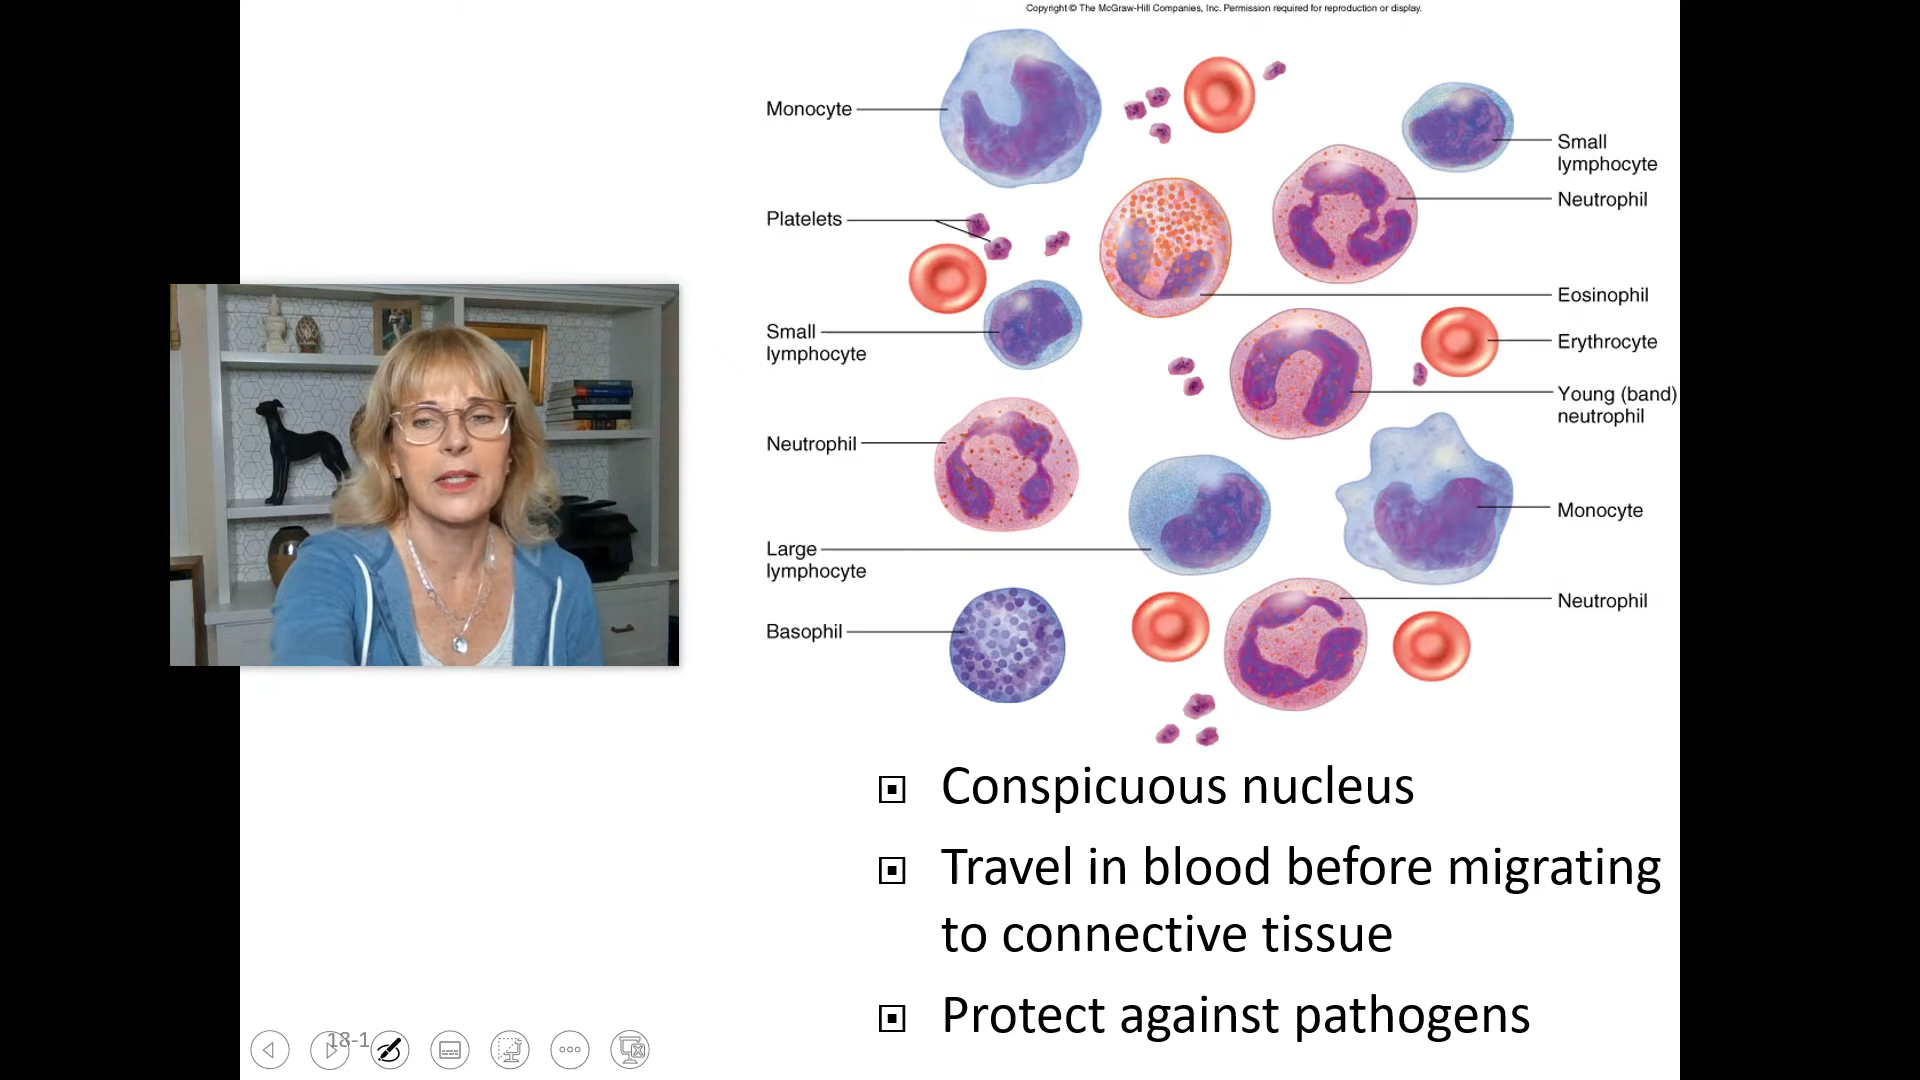 Copyright © The McGraw-Hill Companies, Inc. Permission required for reproduction or display.
Monocyte
Platelets
Small
lymphocyte
Neutrophil
Large
lymphocyte
Basophil
Small
lymphocyte
Neutrophil
Eosinophil
Erythrocyte
Young (band)
neutrophil
Monocyte
Neutrophil
Conspicuous nucleus
Travel in blood before migrating
to connective tissue
Protect against pathogens
18-1